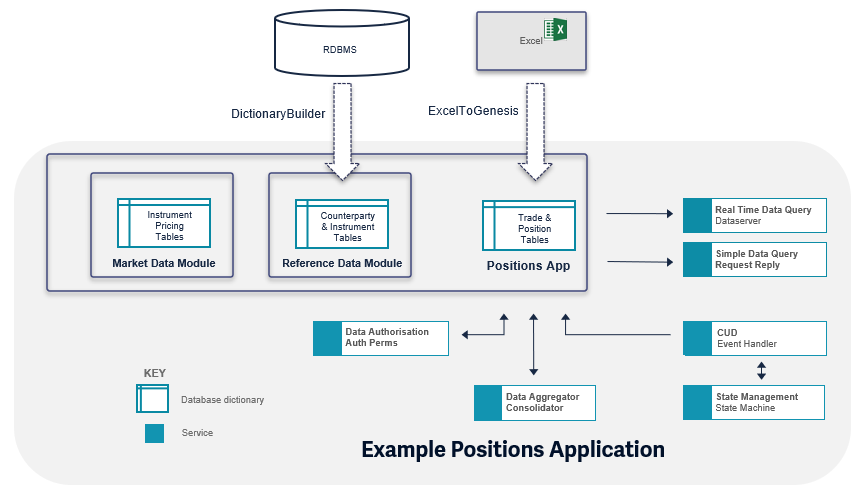 RDBMS
Excel
X
DictionaryBuilder
ExcelToGenesis
Instrument
Pricing
Tables
Market Data Module
Counterparty
& Instrument
Tables
Reference Data Module
Trade &
Position
Tables
Positions App
Real Time Data Query
Dataserver
Simple Data Query
Request Reply
Data Authorisation
Auth Perms
CUD
Event Handler
Data Aggregator
Consolidator
State Management
State Machine
KEY
Database dictionary
Service
Example Positions Application